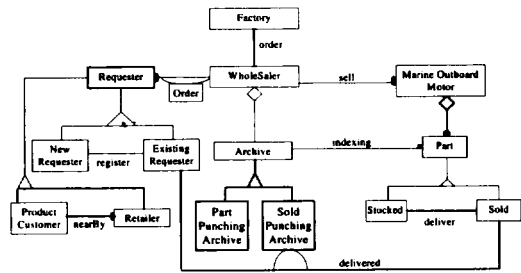 Factory
order
Requester
WholeSaler
sell
Marine Outboard
Motor
Order
New
Requester
register
Existing
Requester
Archive
indexing
Part
Product
Customer
nearBy
Retailer
Part
Punching
Archive
Sold
Punching
Archive
Stocked
deliver
Sold
delivered